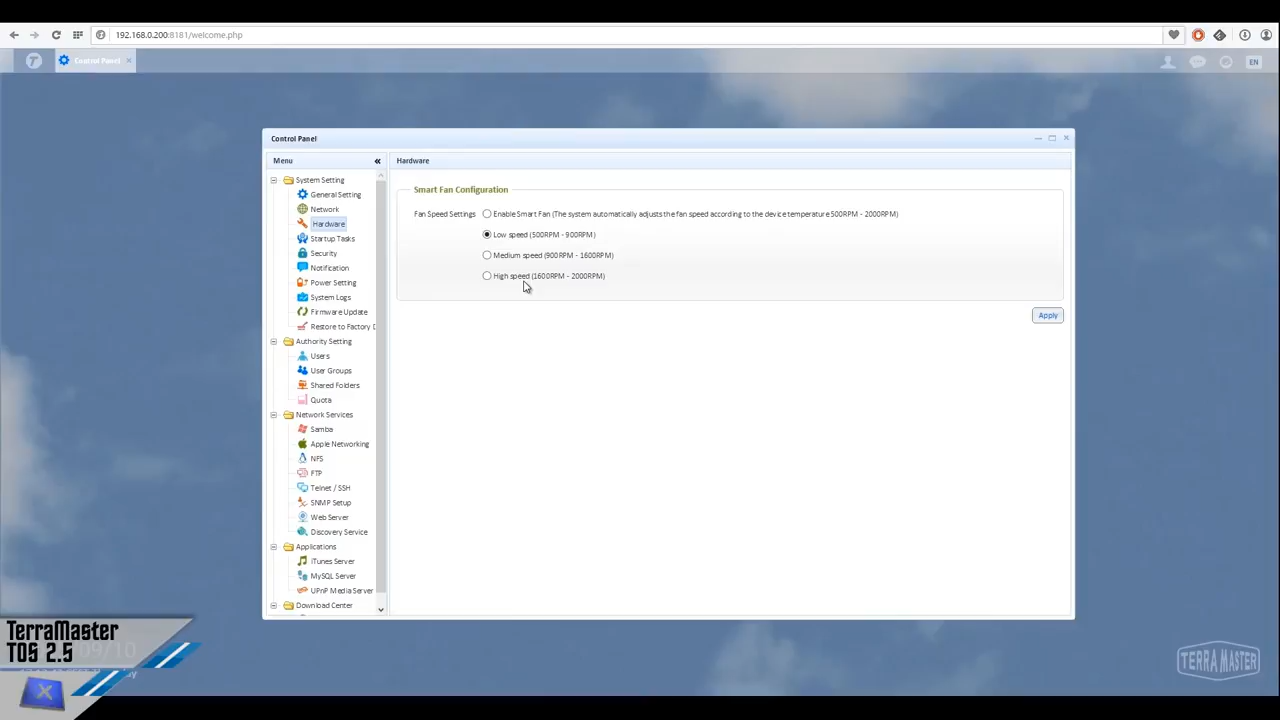 192.168.0.200:8181/welcome.php
Control Panel
EN
Control Panel
Menu
Hardware
System Setting
General Setting
Network
Hardware
Startup Tasks
Security
Notification
Power Setting
System Logs
Firmware Update
Restore to Factory D
Authority Setting
Users
User Groups
Shared Folders
Quota
Network Services
Samba
Apple Networking
NFS
FTP
Telnet / SSH
SNMP Setup
Web Server
Discovery Service
Applications
iTunes Server
MySQL Server
UPnP Media Server
Download Center
Smart Fan Configuration
Fan Speed Settings
Enable Smart Fan (The system automatically adjusts the fan speed according to the device temperature 500RPM - 2000RPM)
Low speed (500RPM - 900RPM)
Medium speed (900RPM - 1600RPM)
High speed (1600RPM - 2000RPM)
Apply
TerraMaster
TOS 2.5
TERRA MASTER